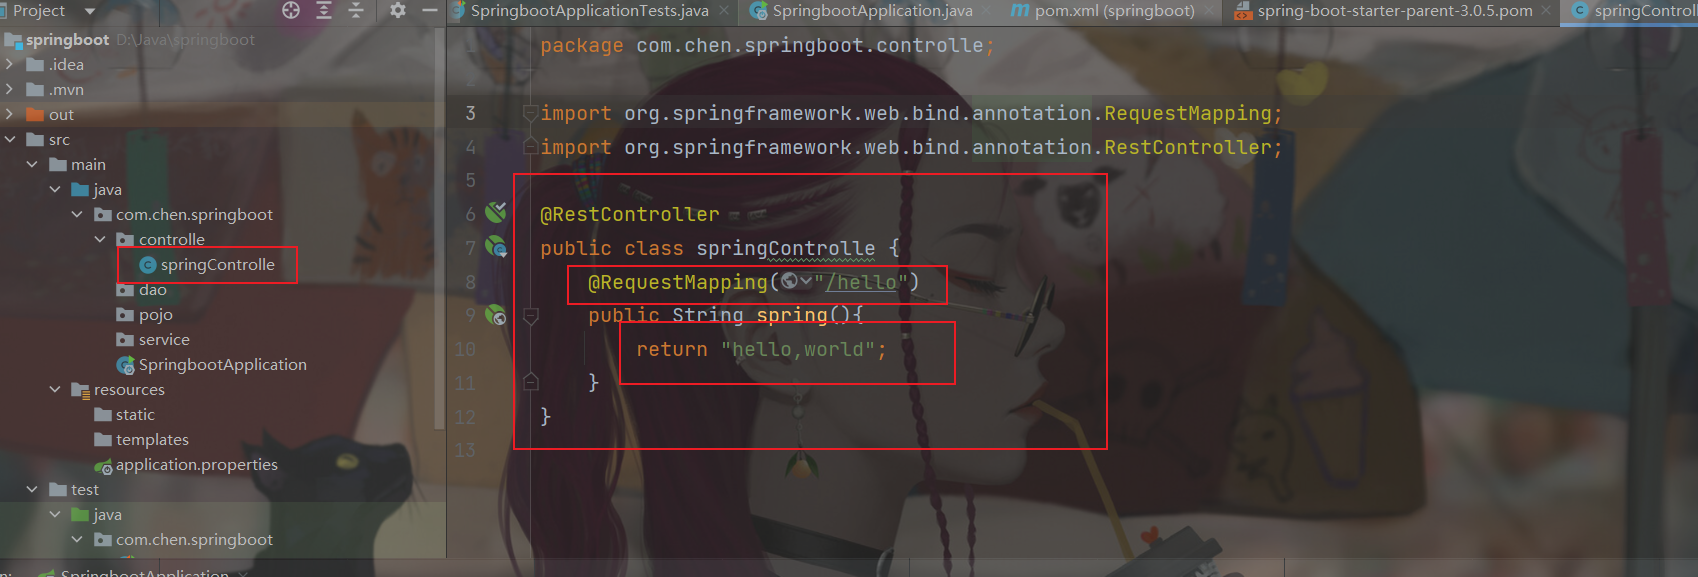 Project
SpringbootApplicationTests.java
SpringbootApplication.java
pom.xml (springboot)
spring-boot-starter-parent-3.0.5.pom
springControll
springboot D:\Java\springboot
.idea
.mvn
out
src
main
java
com.chen.springboot
controlle
springControlle
dao
pojo
service
SpringbootApplication
resources
static
templates
application.properties
test
java
com.chen.springboot
1 package com.chen.springboot.controlle;
2
3 import org.springframework.web.bind.annotation.RequestMapping;
4 import org.springframework.web.bind.annotation.RestController;
5
6 @RestController
7 public class springControlle {
8 @RequestMapping("/hello")
9 public String spring(){
10 return "hello,world";
11 }
12 }
13
SpringbootApplication